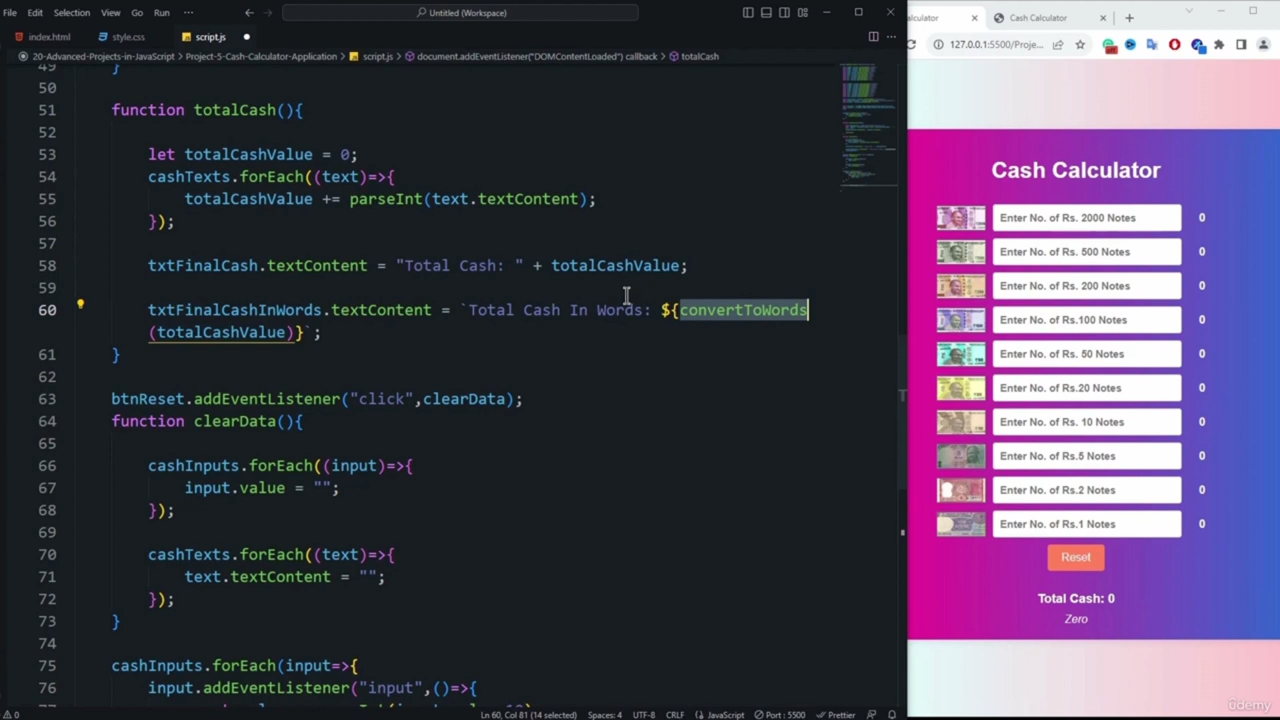 File Edit Selection View Go Run ··· Untitled (Workspace)
index.html style.css script.js
20-Advanced-Projects-in-JavaScript > Project-5-Cash-Calculator-Application > script.js > document.addEventListener("DOMContentLoaded") callback > totalCash
49 }
50
51 function totalCash(){
52
53 let totalCashValue = 0;
54 cashTexts.forEach((text)=>{
55 totalCashValue += parseInt(text.textContent);
56 });
57
58 txtFinalCash.textContent = "Total Cash: " + totalCashValue;
59
60 txtFinalCashInWords.textContent = `Total Cash In Words: ${convertToWords
(totalCashValue)}`;
61 }
62
63 btnReset.addEventListener("click",clearData);
64 function clearData(){
65
66 cashInputs.forEach((input)=>{
67 input.value = "";
68 });
69
70 cashTexts.forEach((text)=>{
71 text.textContent = "";
72 });
73 }
74
75 cashInputs.forEach(input=>{
76 input.addEventListener("input",()=>{
0 Ln 60, Col 81 (14 selected) Spaces: 4 UTF-8 CRLF JavaScript Port : 5500 Prettier
alculator Cash Calculator
127.0.0.1:5500/Proje...
Cash Calculator
Enter No. of Rs. 2000 Notes 0
Enter No. of Rs. 500 Notes 0
Enter No. of Rs. 200 Notes 0
Enter No. of Rs.100 Notes 0
Enter No. of Rs. 50 Notes 0
Enter No. of Rs.20 Notes 0
Enter No. of Rs. 10 Notes 0
Enter No. of Rs.5 Notes 0
Enter No. of Rs.2 Notes 0
Enter No. of Rs.1 Notes 0
Reset
Total Cash: 0
Zero
ûdemy